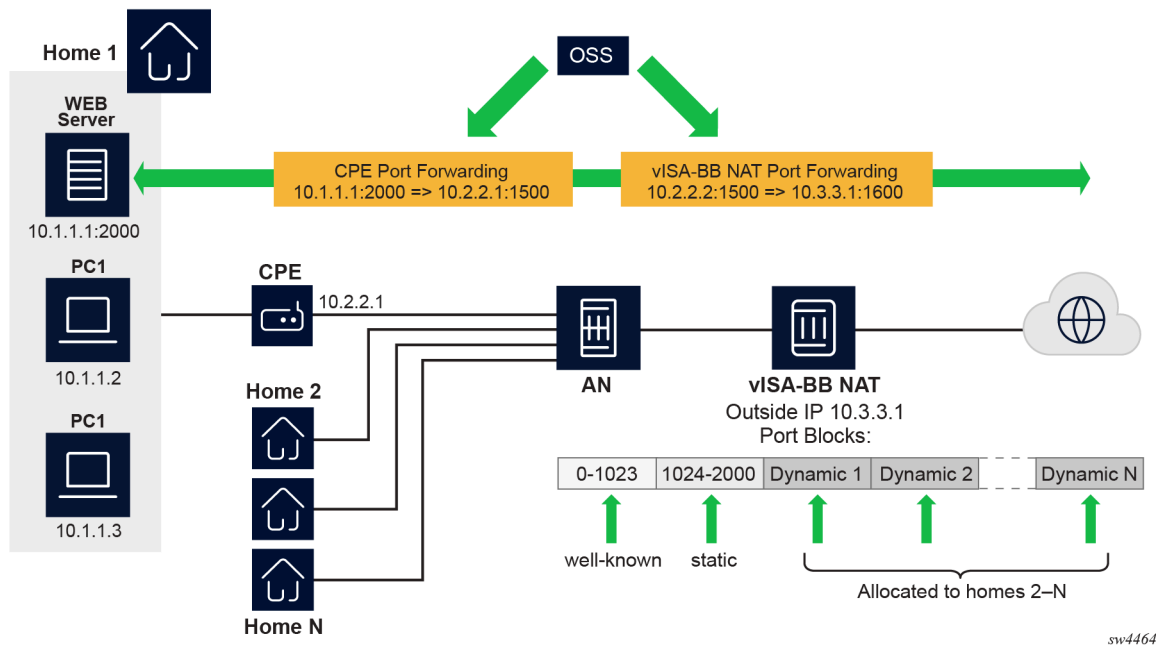 Home 1
OSS
WEB
Server
CPE Port Forwarding
10.1.1.1:2000 => 10.2.2.1:1500
vISA-BB NAT Port Forwarding
10.2.2.2:1500 => 10.3.3.1:1600
10.1.1.1:2000
PC1
CPE
10.2.2.1
10.1.1.2
AN
vISA-BB NAT
Home 2
Outside IP 10.3.3.1
Port Blocks:
PC1
0-1023
1024-2000
Dynamic 1
Dynamic 2
Dynamic N
10.1.1.3
well-known
static
Allocated to homes 2–N
Home N
sw4464